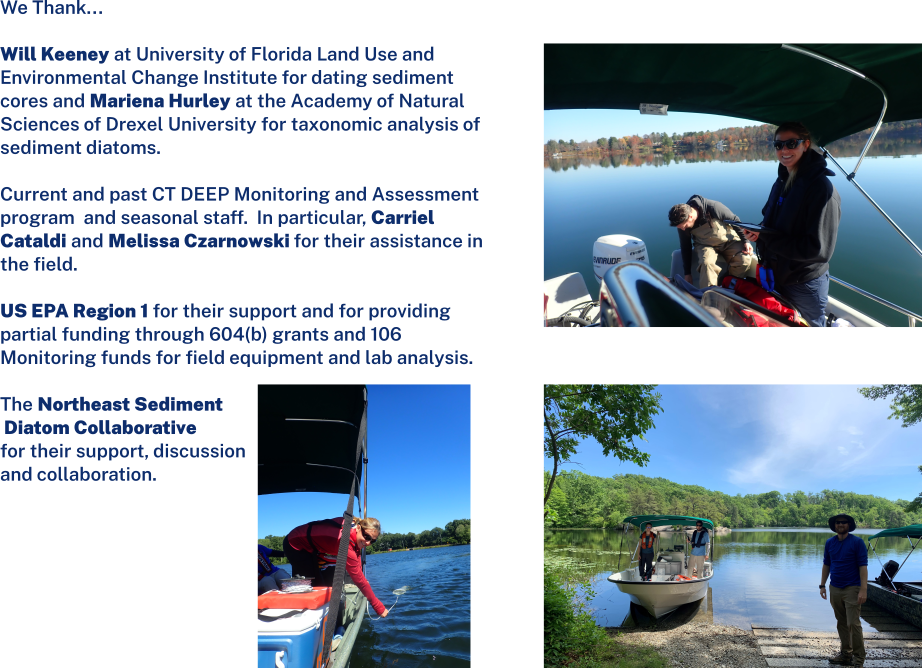 We Thank...
Will Keeney at University of Florida Land Use and
Environmental Change Institute for dating sediment
cores and Mariena Hurley at the Academy of Natural
Sciences of Drexel University for taxonomic analysis of
sediment diatoms.
Current and past CT DEEP Monitoring and Assessment
program and seasonal staff. In particular, Carriel
Cataldi and Melissa Czarnowski for their assistance in
the field.
US EPA Region 1 for their support and for providing
partial funding through 604(b) grants and 106
Monitoring funds for field equipment and lab analysis.
The Northeast Sediment
Diatom Collaborative
for their support, discussion
and collaboration.
EVINRUDE